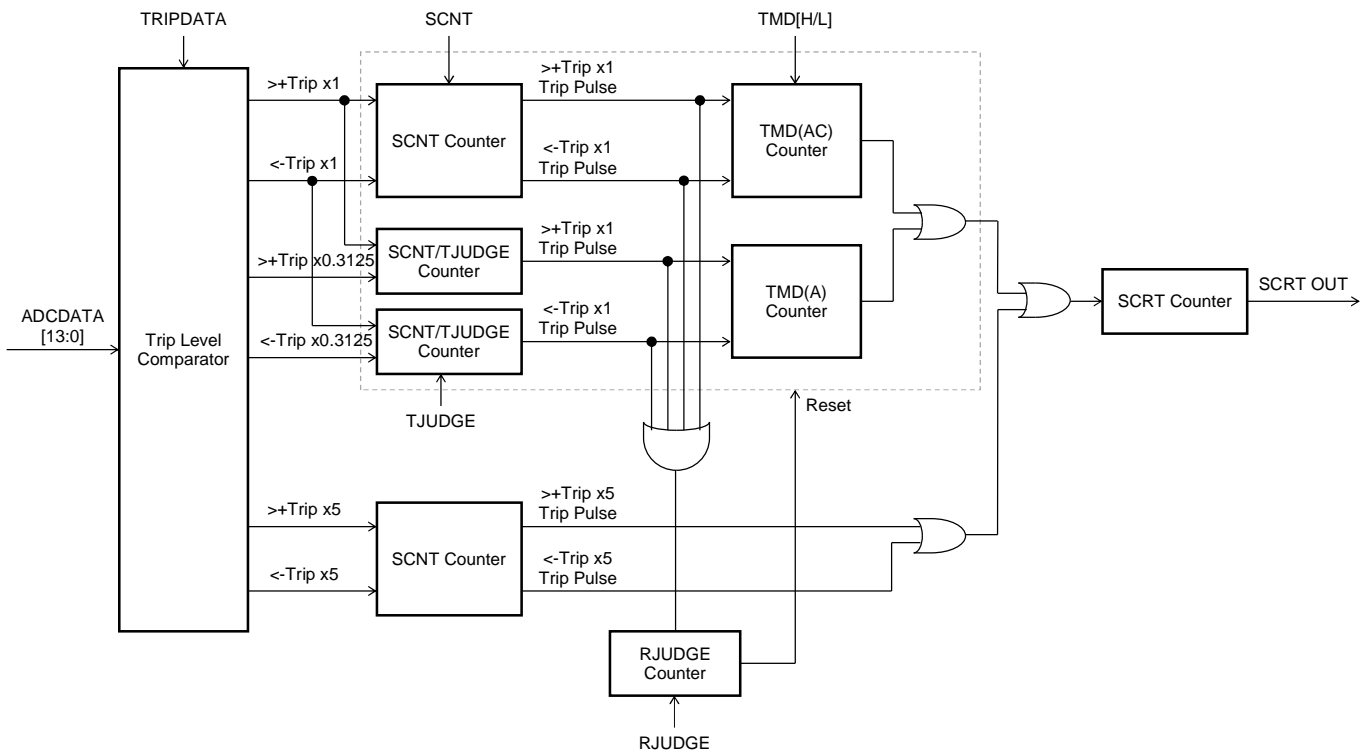 TRIPDATA
SCNT
TMD[H/L]
>+Trip x1
>+Trip x1
Trip Pulse
SCNT Counter
TMD(AC)
Counter
<-Trip x1
<-Trip x1
Trip Pulse
>+Trip x0.3125
SCNT/TJUDGE
Counter
>+Trip x1
Trip Pulse
TMD(A)
Counter
SCRT Counter
SCRT OUT
ADCDATA
[13:0]
Trip Level
Comparator
<-Trip x0.3125
SCNT/TJUDGE
Counter
<-Trip x1
Trip Pulse
TJUDGE
Reset
>+Trip x5
>+Trip x5
Trip Pulse
SCNT Counter
<-Trip x5
<-Trip x5
Trip Pulse
RJUDGE
Counter
RJUDGE